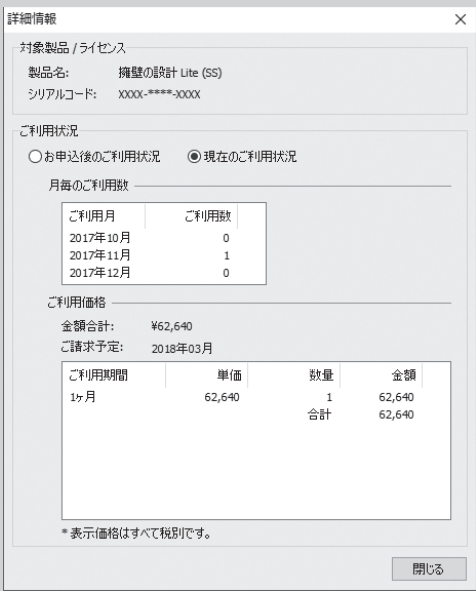 詳細情報
対象製品 / ライセンス
製品名: 擁壁の設計 Lite (SS)
シリアルコード: XXXX-****-XXXX
ご利用状況
お申込後のご利用状況 現在のご利用状況
月毎のご利用数
ご利用月 ご利用数
2017年10月 0
2017年11月 1
2017年12月 0
ご利用価格
金額合計: ¥62,640
ご請求予定: 2018年03月
ご利用期間 単価 数量 金額
1ヶ月 62,640 1 62,640
合計 62,640
* 表示価格はすべて税別です。
閉じる